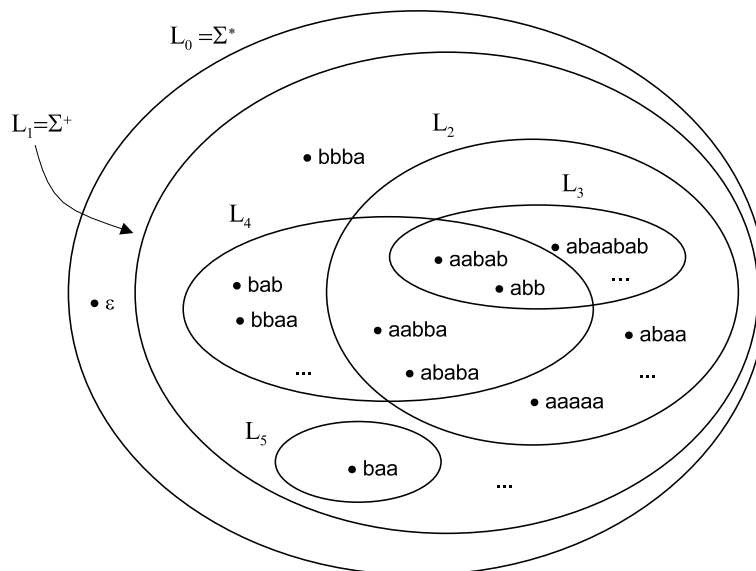 L₀ =Σ*
L₁=Σ⁺
L₂
• bbba
L₃
L₄
• abaabab
• aabab
...
• bab
• abb
• ε
• bbaa
• aabba
• abaa
...
• ababa
...
• aaaaa
L₅
• baa
...